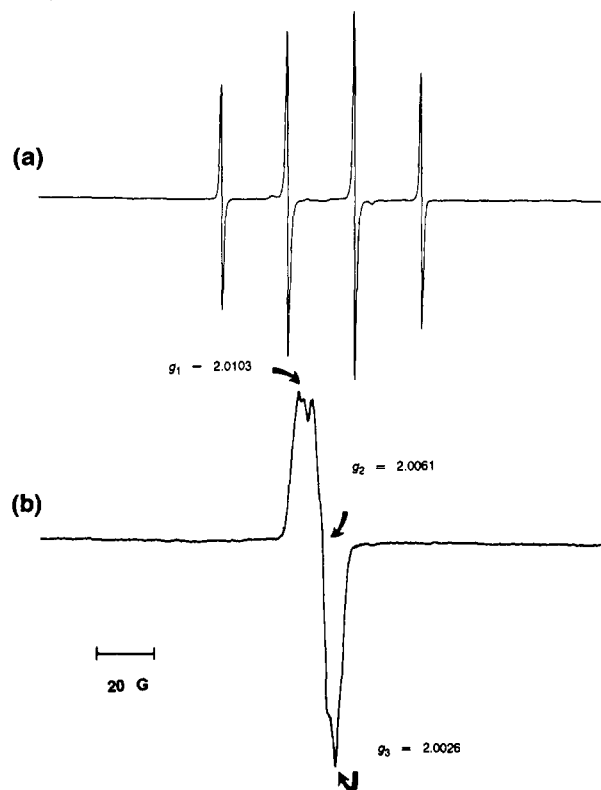 (a)
g₁ — 2.0103
g₂ = 2.0061
(b)
20 G
g₃ = 2.0026